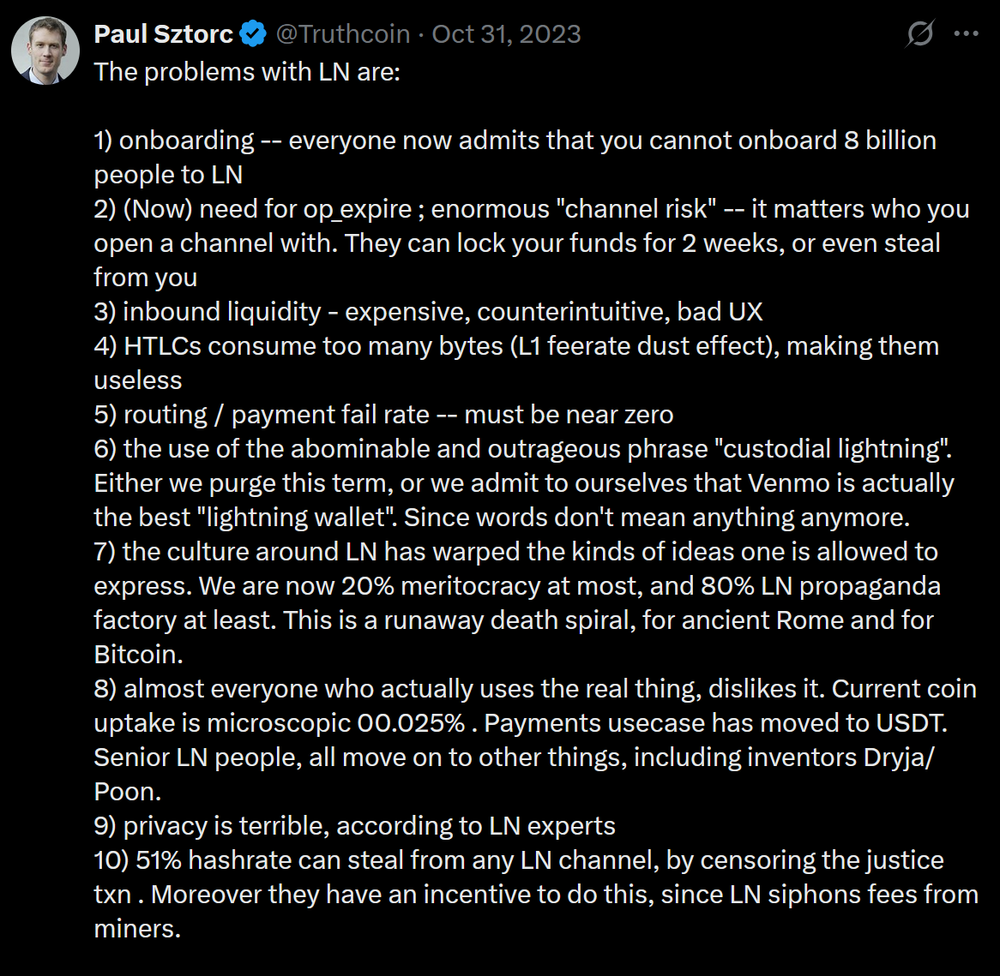 Paul Sztorc @Truthcoin · Oct 31, 2023
The problems with LN are:
1) onboarding -- everyone now admits that you cannot onboard 8 billion
people to LN
2) (Now) need for op_expire ; enormous "channel risk" -- it matters who you
open a channel with. They can lock your funds for 2 weeks, or even steal
from you
3) inbound liquidity - expensive, counterintuitive, bad UX
4) HTLCs consume too many bytes (L1 feerate dust effect), making them
useless
5) routing / payment fail rate -- must be near zero
6) the use of the abominable and outrageous phrase "custodial lightning".
Either we purge this term, or we admit to ourselves that Venmo is actually
the best "lightning wallet". Since words don't mean anything anymore.
7) the culture around LN has warped the kinds of ideas one is allowed to
express. We are now 20% meritocracy at most, and 80% LN propaganda
factory at least. This is a runaway death spiral, for ancient Rome and for
Bitcoin.
8) almost everyone who actually uses the real thing, dislikes it. Current coin
uptake is microscopic 00.025% . Payments usecase has moved to USDT.
Senior LN people, all move on to other things, including inventors Dryja/
Poon.
9) privacy is terrible, according to LN experts
10) 51% hashrate can steal from any LN channel, by censoring the justice
txn . Moreover they have an incentive to do this, since LN siphons fees from
miners.